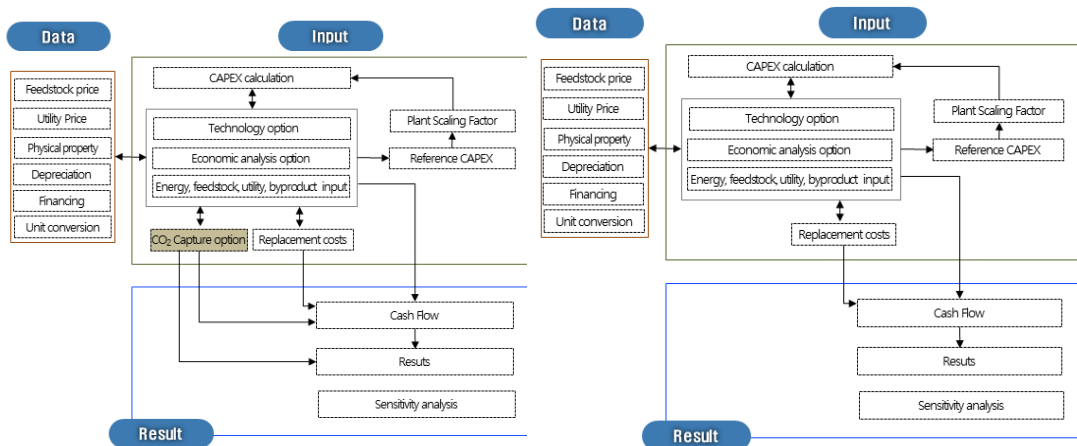 Data
Input
Feedstock price
Utility Price
Physical property
Depreciation
Financing
Unit conversion
CAPEX calculation
Technology option
Economic analysis option
Energy, feedstock, utility, byproduct input
Plant Scaling Factor
Reference CAPEX
CO₂ Capture option
Replacement costs
Cash Flow
Resuts
Sensitivity analysis
Result
Data
Input
Feedstock price
Utility Price
Physical property
Depreciation
Financing
Unit conversion
CAPEX calculation
Technology option
Economic analysis option
Energy, feedstock, utility, byproduct input
Plant Scaling Factor
Reference CAPEX
Replacement costs
Cash Flow
Resuts
Sensitivity analysis
Result